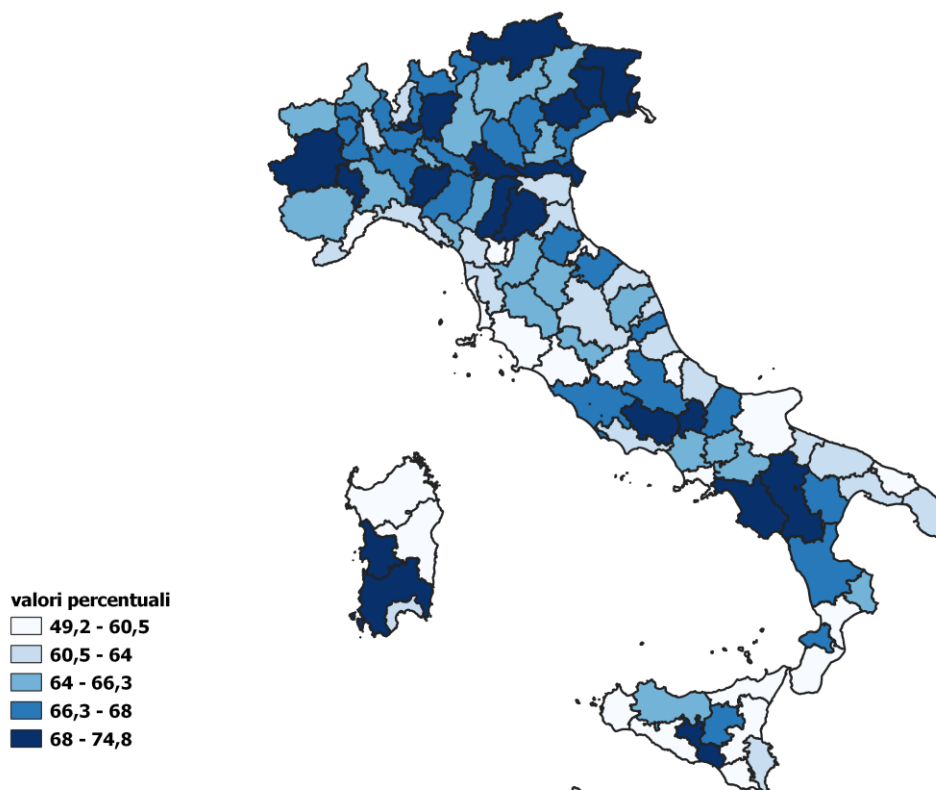 valori percentuali
49,2 - 60,5
60,5 - 64
64 - 66,3
66,3 - 68
68 - 74,8